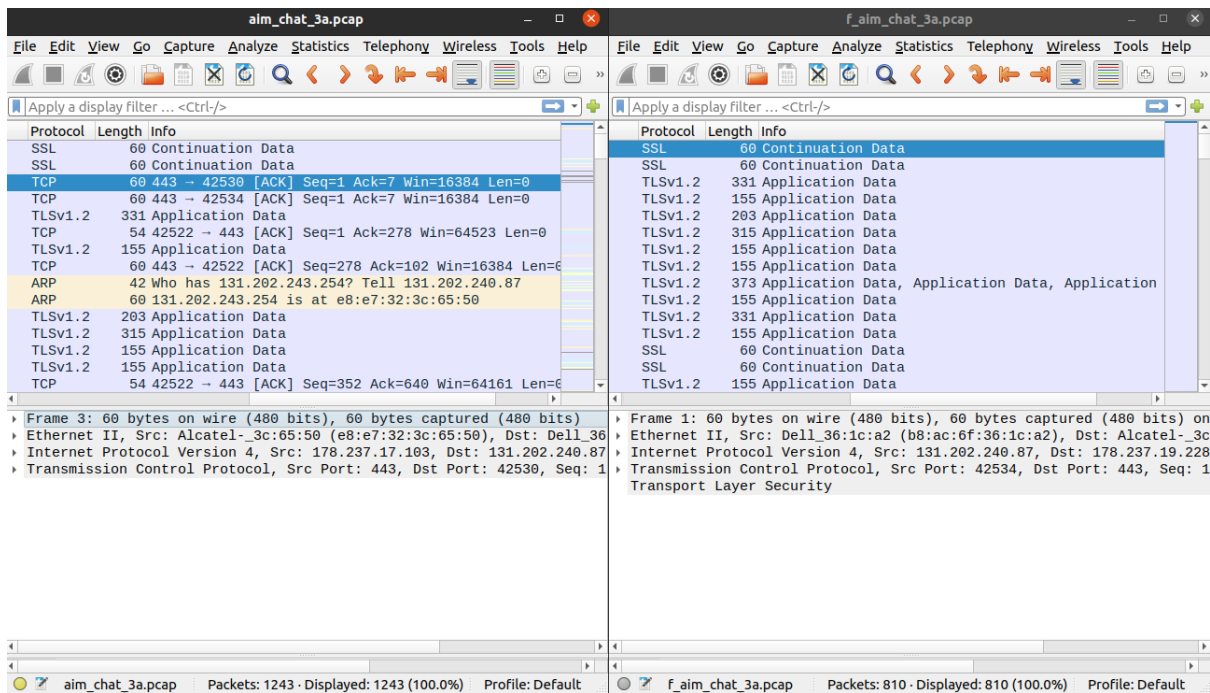 aim_chat_3a.pcap
File Edit View Go Capture Analyze Statistics Telephony Wireless Tools Help
Apply a display filter ... <Ctrl-/>
Protocol Length Info
SSL 60 Continuation Data
SSL 60 Continuation Data
TCP 60 443 → 42530 [ACK] Seq=1 Ack=7 Win=16384 Len=0
TCP 60 443 → 42534 [ACK] Seq=1 Ack=7 Win=16384 Len=0
TLSv1.2 331 Application Data
TCP 54 42522 → 443 [ACK] Seq=1 Ack=278 Win=64523 Len=0
TLSv1.2 155 Application Data
TCP 60 443 → 42522 [ACK] Seq=278 Ack=102 Win=16384 Len=
ARP 42 Who has 131.202.243.254? Tell 131.202.240.87
ARP 60 131.202.243.254 is at e8:e7:32:3c:65:50
TLSv1.2 203 Application Data
TLSv1.2 315 Application Data
TLSv1.2 155 Application Data
TLSv1.2 155 Application Data
TCP 54 42522 → 443 [ACK] Seq=352 Ack=640 Win=64161 Len=
Frame 3: 60 bytes on wire (480 bits), 60 bytes captured (480 bits)
Ethernet II, Src: Alcatel-_3c:65:50 (e8:e7:32:3c:65:50), Dst: Dell_36
Internet Protocol Version 4, Src: 178.237.17.103, Dst: 131.202.240.87
Transmission Control Protocol, Src Port: 443, Dst Port: 42530, Seq: 1
aim_chat_3a.pcap Packets: 1243 · Displayed: 1243 (100.0%) Profile: Default
f_aim_chat_3a.pcap
File Edit View Go Capture Analyze Statistics Telephony Wireless Tools Help
Apply a display filter ... <Ctrl-/>
Protocol Length Info
SSL 60 Continuation Data
SSL 60 Continuation Data
TLSv1.2 331 Application Data
TLSv1.2 155 Application Data
TLSv1.2 203 Application Data
TLSv1.2 315 Application Data
TLSv1.2 155 Application Data
TLSv1.2 155 Application Data
TLSv1.2 373 Application Data, Application Data, Application
TLSv1.2 155 Application Data
TLSv1.2 331 Application Data
TLSv1.2 155 Application Data
SSL 60 Continuation Data
SSL 60 Continuation Data
TLSv1.2 155 Application Data
Frame 1: 60 bytes on wire (480 bits), 60 bytes captured (480 bits) on
Ethernet II, Src: Dell_36:1c:a2 (b8:ac:6f:36:1c:a2), Dst: Alcatel-_3c
Internet Protocol Version 4, Src: 131.202.240.87, Dst: 178.237.19.228
Transmission Control Protocol, Src Port: 42534, Dst Port: 443, Seq: 1
Transport Layer Security
f_aim_chat_3a.pcap Packets: 810 · Displayed: 810 (100.0%) Profile: Default